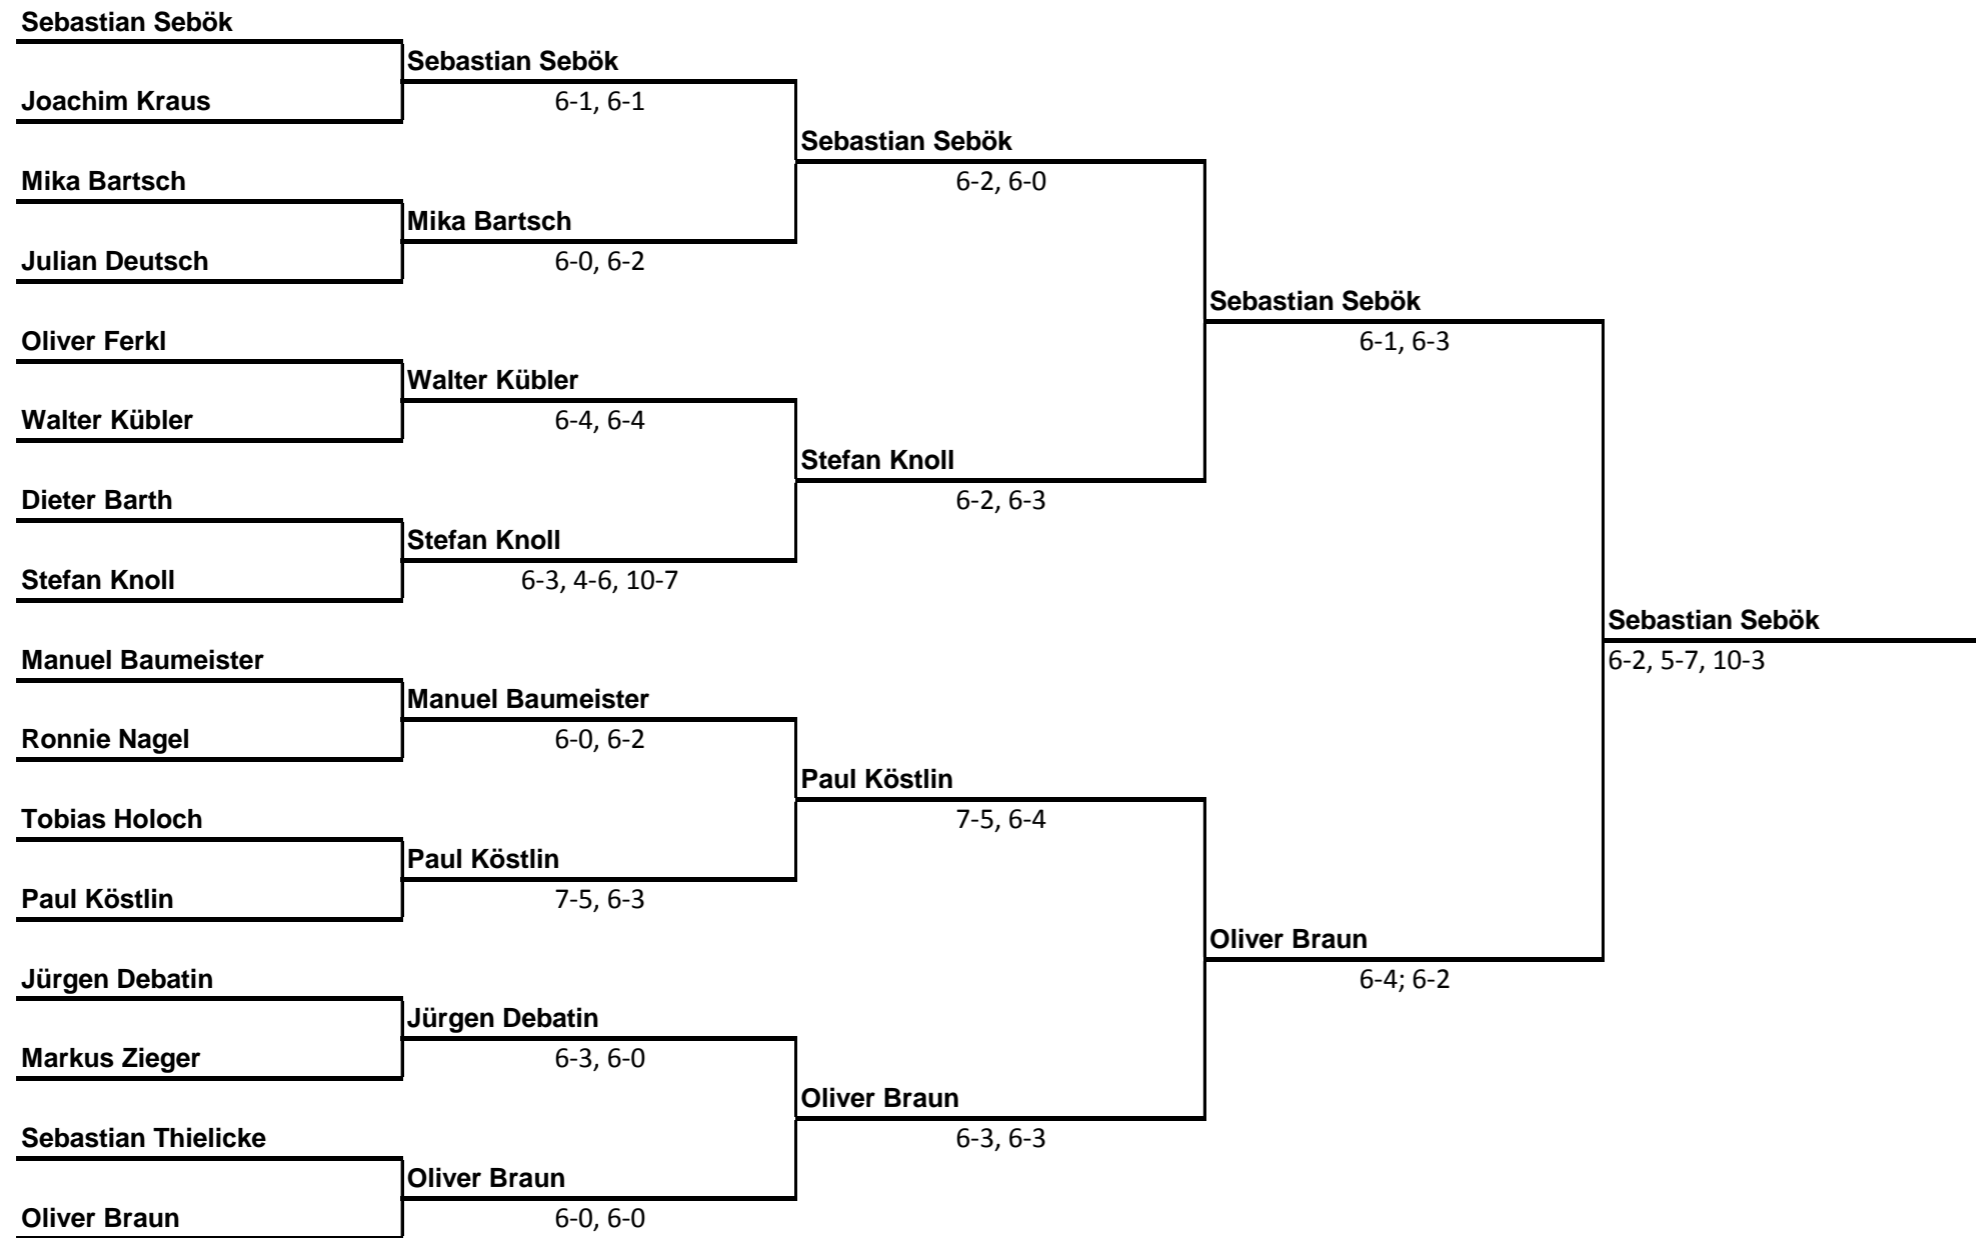 Sebastian Sebök
Sebastian Sebök
Joachim Kraus
6-1, 6-1
Sebastian Sebök
Mika Bartsch
6-2, 6-0
Mika Bartsch
Julian Deutsch
6-0, 6-2
Sebastian Sebök
Oliver Ferkl
6-1, 6-3
Walter Kübler
Walter Kübler
6-4, 6-4
Stefan Knoll
Dieter Barth
6-2, 6-3
Stefan Knoll
Stefan Knoll
6-3, 4-6, 10-7
Sebastian Sebök
Manuel Baumeister
6-2, 5-7, 10-3
Manuel Baumeister
Ronnie Nagel
6-0, 6-2
Paul Köstlin
Tobias Holoch
7-5, 6-4
Paul Köstlin
Paul Köstlin
7-5, 6-3
Oliver Braun
Jürgen Debatin
6-4; 6-2
Jürgen Debatin
Markus Zieger
6-3, 6-0
Oliver Braun
Sebastian Thielicke
6-3, 6-3
Oliver Braun
Oliver Braun
6-0, 6-0